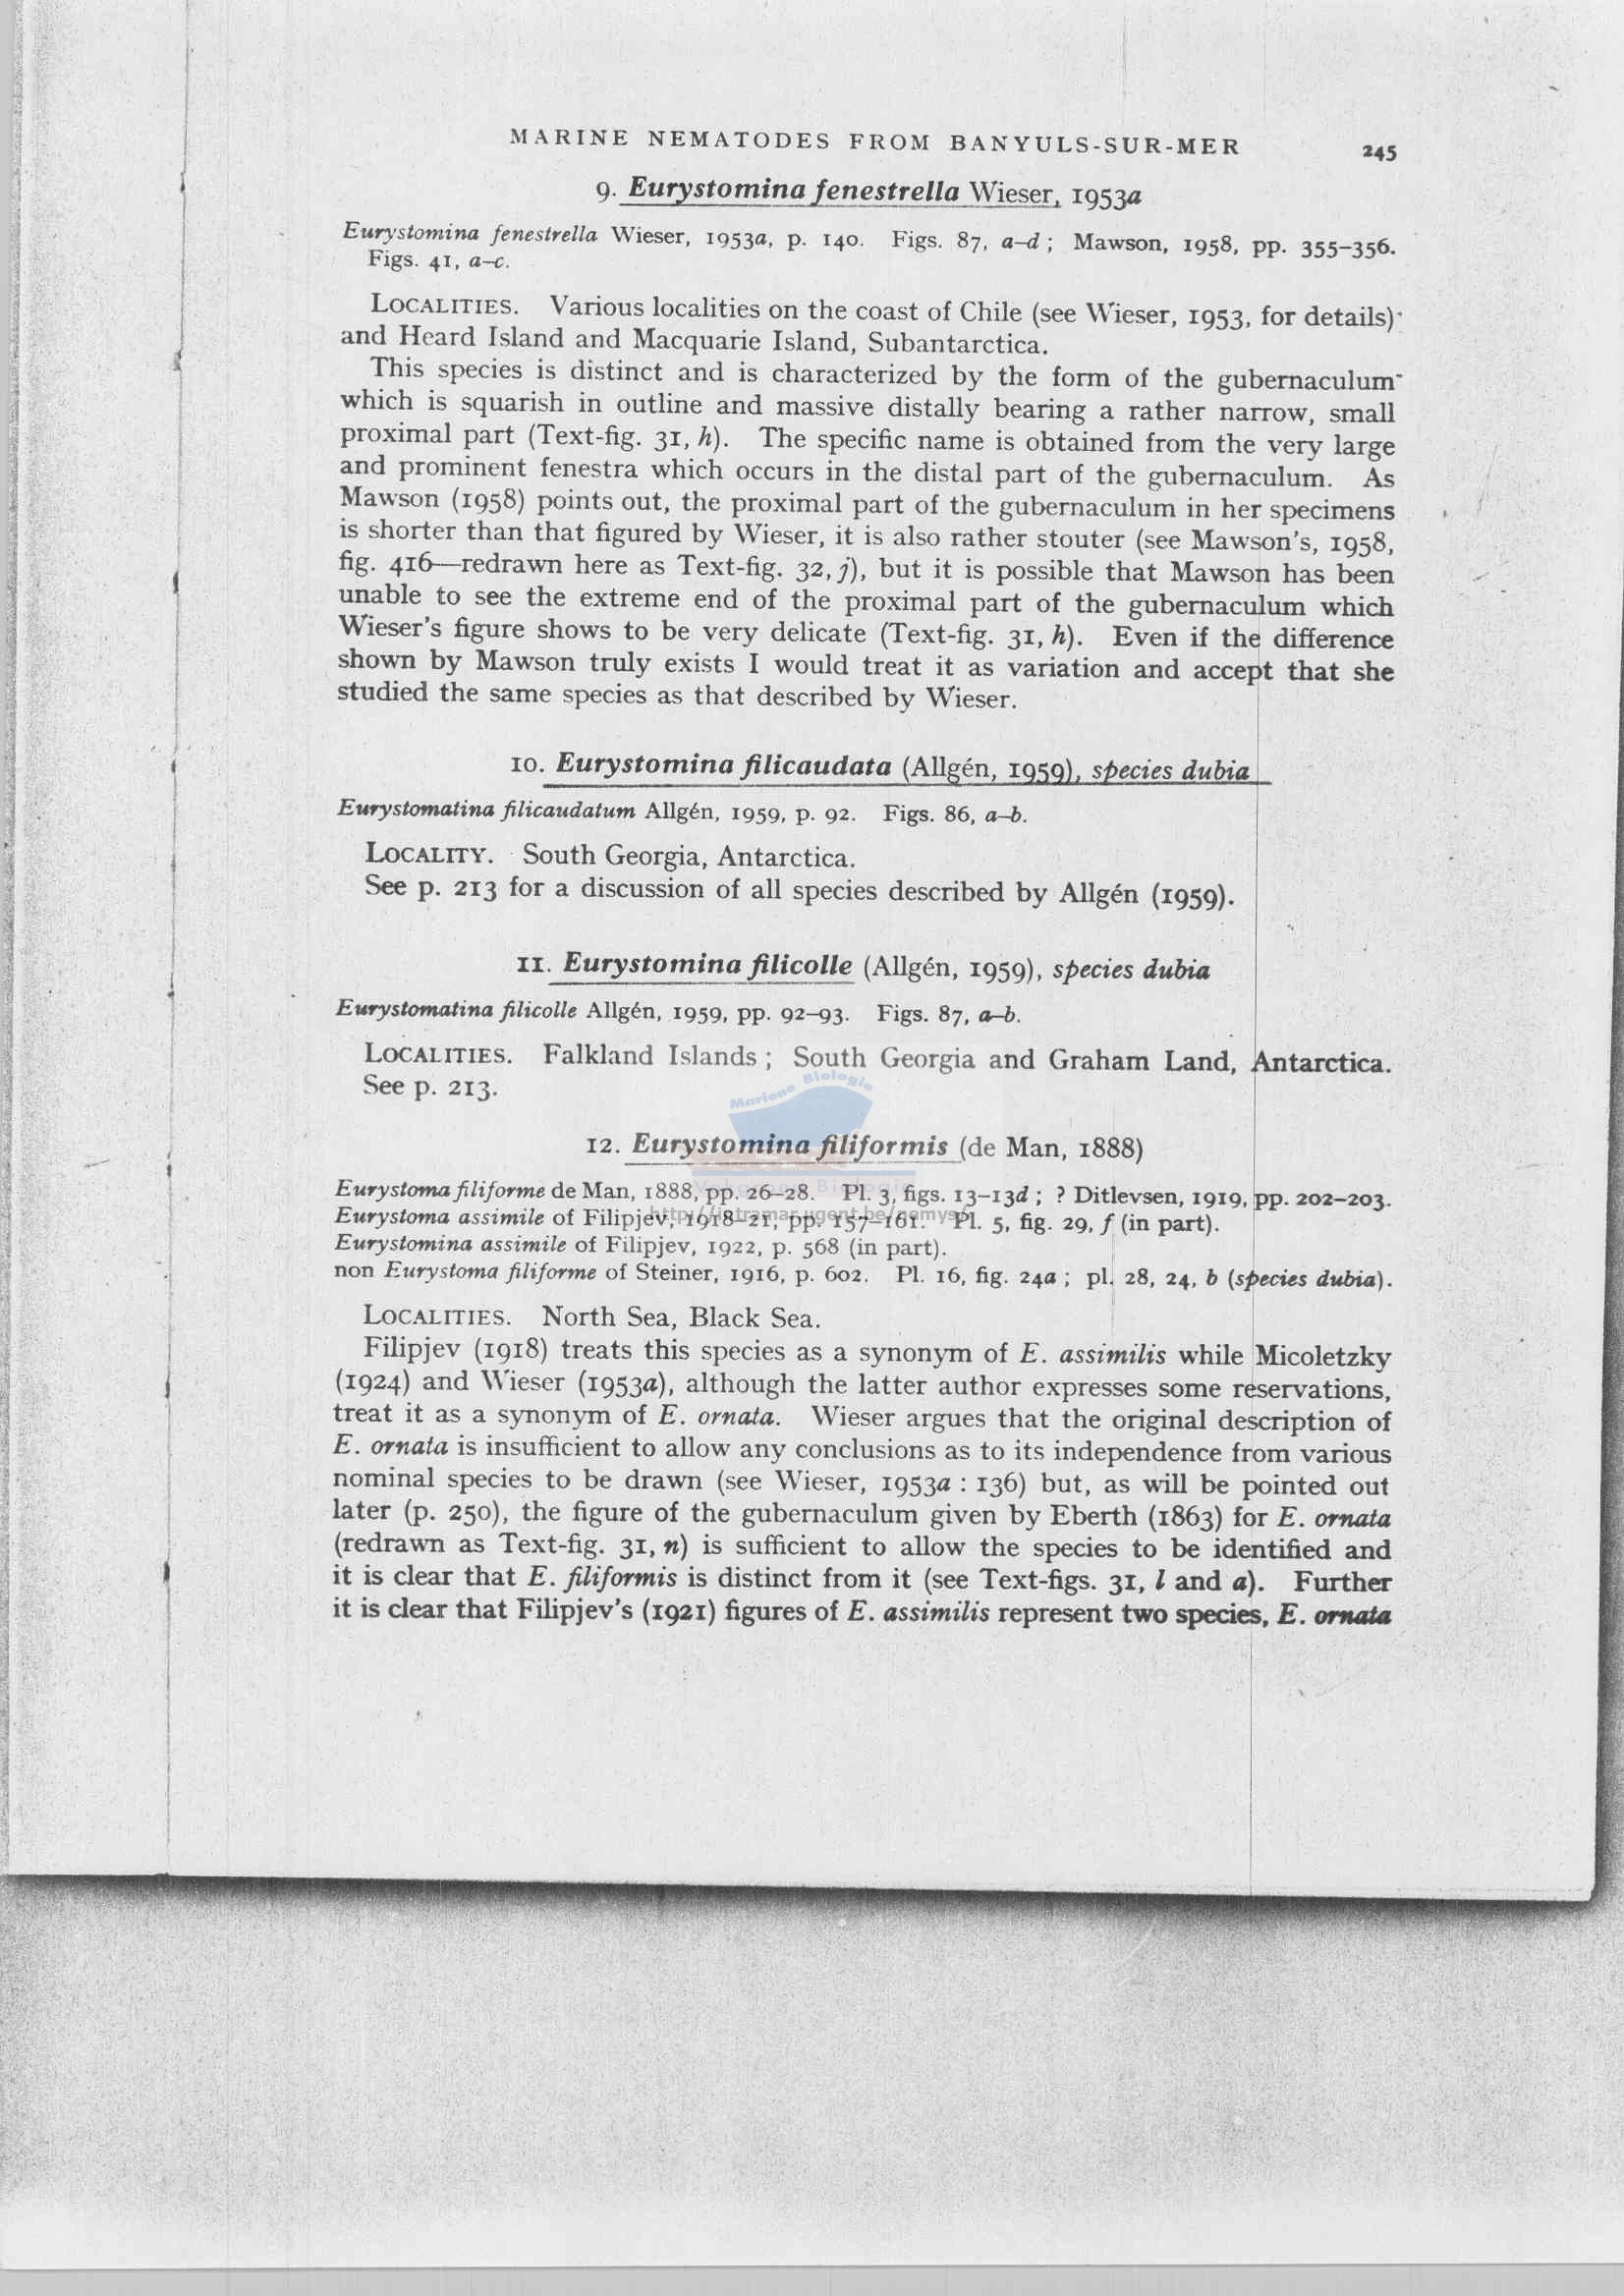 MARINE NEMATODES FROM BANYULS-SUR-MER 245
9. Eurystomina fenestrella Wieser, 1953a
Eurystomina fenestrella Wieser, 1953a, p. 140. Figs. 87, a–d ; Mawson, 1958, pp. 355–356.
Figs. 41, a–c.
LOCALITIES. Various localities on the coast of Chile (see Wieser, 1953, for details)
and Heard Island and Macquarie Island, Subantarctica.
This species is distinct and is characterized by the form of the gubernaculum
which is squarish in outline and massive distally bearing a rather narrow, small
proximal part (Text-fig. 31, h). The specific name is obtained from the very large
and prominent fenestra which occurs in the distal part of the gubernaculum. As
Mawson (1958) points out, the proximal part of the gubernaculum in her specimens
is shorter than that figured by Wieser, it is also rather stouter (see Mawson's, 1958,
fig. 416—redrawn here as Text-fig. 32, j), but it is possible that Mawson has been
unable to see the extreme end of the proximal part of the gubernaculum which
Wieser's figure shows to be very delicate (Text-fig. 31, h). Even if the difference
shown by Mawson truly exists I would treat it as variation and accept that she
studied the same species as that described by Wieser.
10. Eurystomina filicaudata (Allgén, 1959), species dubia
Eurystomatina filicaudatum Allgén, 1959, p. 92. Figs. 86, a–b.
LOCALITY. South Georgia, Antarctica.
See p. 213 for a discussion of all species described by Allgén (1959).
11. Eurystomina filicolle (Allgén, 1959), species dubia
Eurystomatina filicolle Allgén, 1959, pp. 92–93. Figs. 87, a–b.
LOCALITIES. Falkland Islands ; South Georgia and Graham Land, Antarctica.
See p. 213.
Mariene Biologie
12. Eurystomina filiformis (de Man, 1888)
Eurystoma filiforme de Man, 1888, pp. 26–28. Pl. 3, figs. 13–13d ; ? Ditlevsen, 1919, pp. 202–203.
Eurystoma assimile of Filipjev, 1918–21, pp. 157–161. Pl. 5, fig. 29, f (in part).
Eurystomina assimile of Filipjev, 1922, p. 568 (in part).
non Eurystoma filiforme of Steiner, 1916, p. 602. Pl. 16, fig. 24a ; pl. 28, 24, b (species dubia).
LOCALITIES. North Sea, Black Sea.
Filipjev (1918) treats this species as a synonym of E. assimilis while Micoletzky
(1924) and Wieser (1953a), although the latter author expresses some reservations,
treat it as a synonym of E. ornata. Wieser argues that the original description of
E. ornata is insufficient to allow any conclusions as to its independence from various
nominal species to be drawn (see Wieser, 1953a : 136) but, as will be pointed out
later (p. 250), the figure of the gubernaculum given by Eberth (1863) for E. ornata
(redrawn as Text-fig. 31, n) is sufficient to allow the species to be identified and
it is clear that E. filiformis is distinct from it (see Text-figs. 31, l and a). Further
it is clear that Filipjev's (1921) figures of E. assimilis represent two species, E. ornata